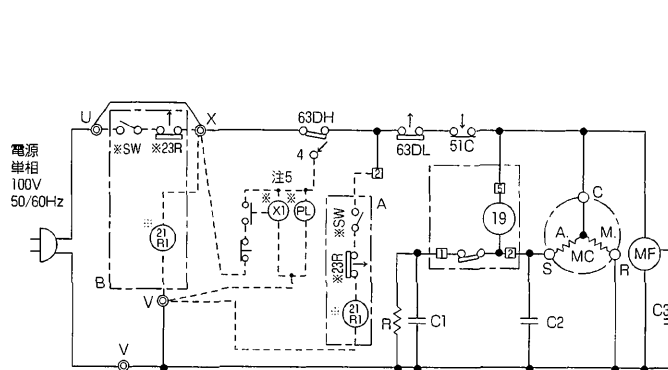 電源
単相
100V
50/60Hz
U
※SW
※23R
X
B
※
21
R1
V
V
63DH
4
注5
※
X1
※
PL
2
A
※SW
※23R
※
21
R1
63DL
51C
5
19
1
2
R
C1
C2
C
A.
M.
MC
S
R
MF
C3